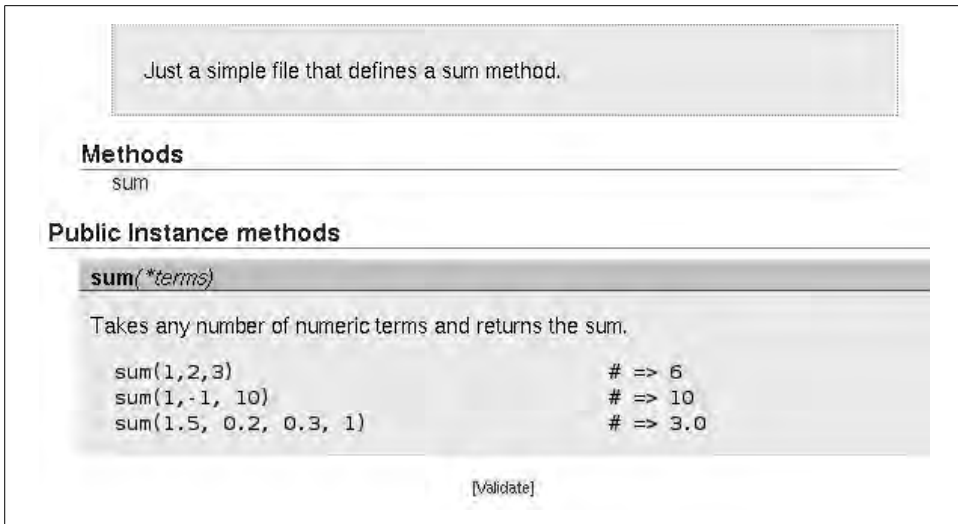 Just a simple file that defines a sum method.
Methods
sum
Public Instance methods
sum(*terms)
Takes any number of numeric terms and returns the sum.
sum(1,2,3) # => 6
sum(1,-1, 10) # => 10
sum(1.5, 0.2, 0.3, 1) # => 3.0
[Validate]